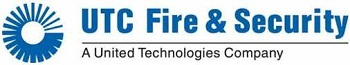 UTC Fire & Security
A United Technologies Company